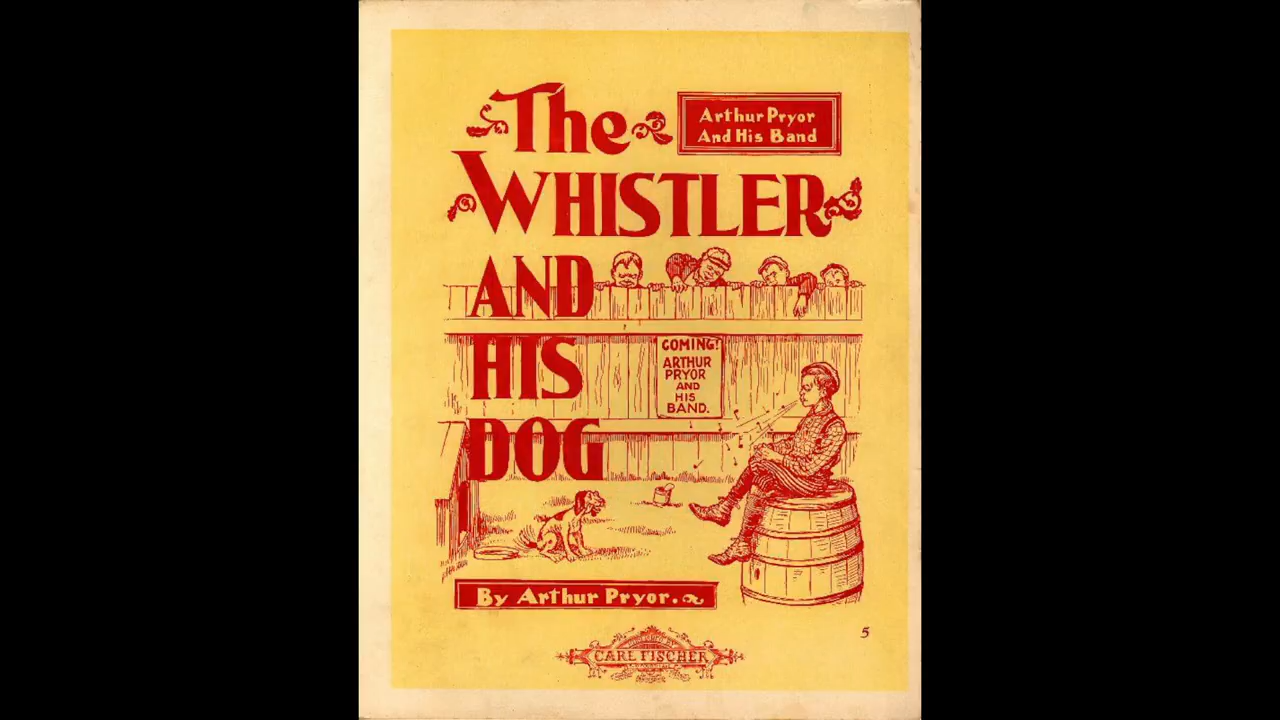 The
Arthur Pryor
And His Band
WHISTLER
AND
HIS
DOG
COMING!
ARTHUR
PRYOR
AND
HIS
BAND.
By Arthur Pryor.
5
CARL FISCHER